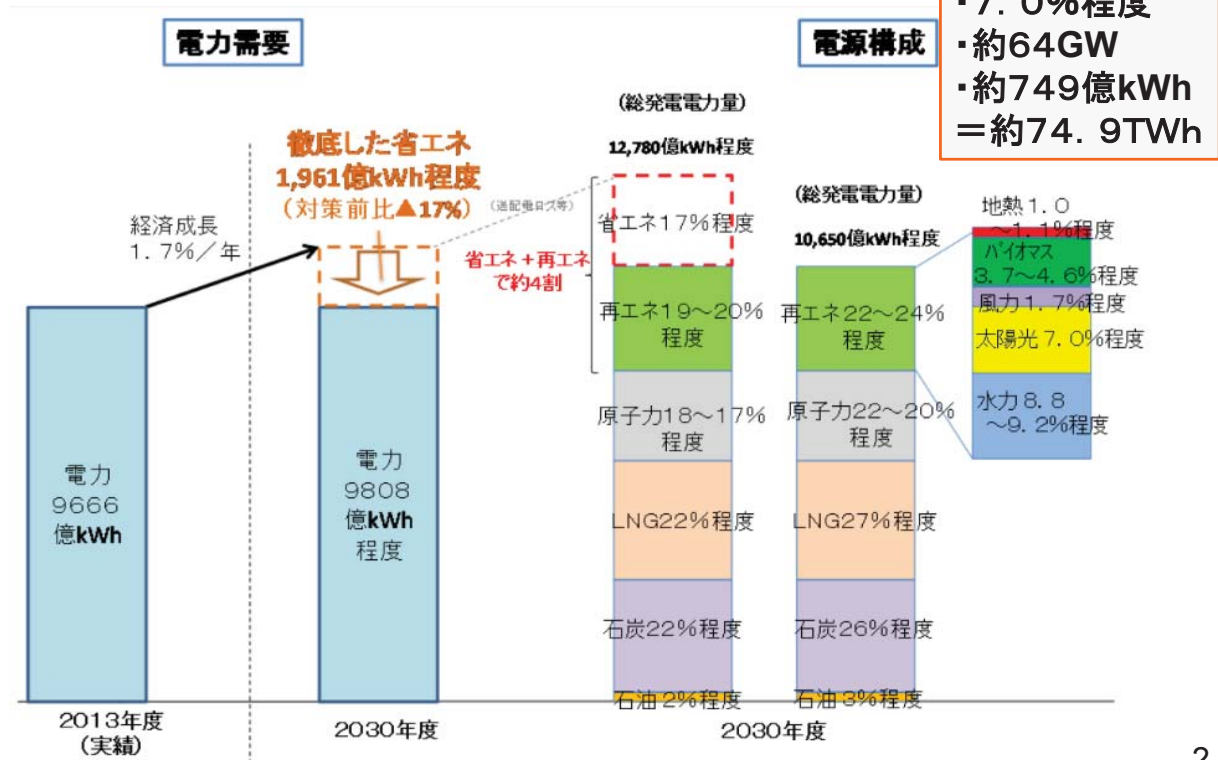 電力需要
電源構成
・7．0%程度
・約64GW
・約749億kWh
＝約74．9TWh
徹底した省エネ
1,961億kWh程度
（対策前比▲17%）
経済成長
1．7%／年
（送配電ロス等）
（総発電電力量）
12,780億kWh程度
省エネ17%程度
省エネ＋再エネ
で約4割
再エネ19～20%
程度
原子力18～17%
程度
LNG22%程度
石炭22%程度
石油2%程度
（総発電電力量）
10,650億kWh程度
再エネ22～24%
程度
原子力22～20%
程度
LNG27%程度
石炭26%程度
石油3%程度
地熱1．0
～1．1%程度
バイオマス
3．7～4．6%程度
風力1．7%程度
太陽光7．0%程度
水力8．8
～9．2%程度
電力
9666
億kWh
電力
9808
億kWh
程度
2013年度
（実績）
2030年度
2030年度
2